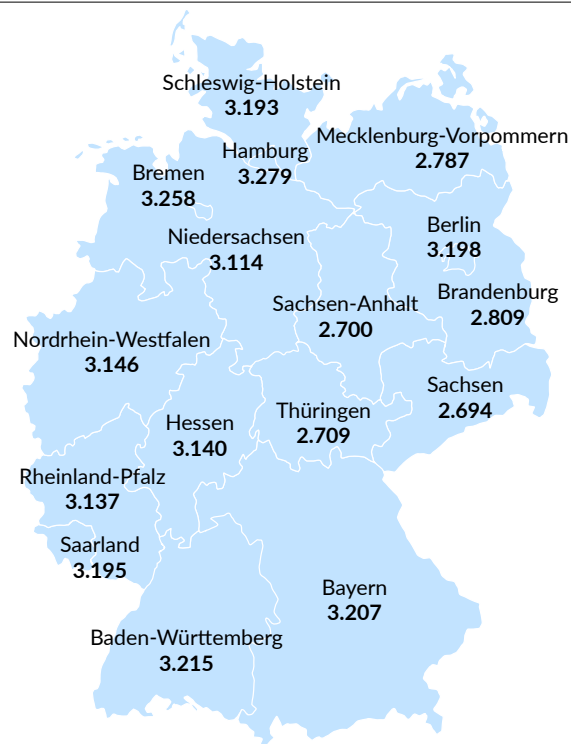 Schleswig-Holstein
3.193
Mecklenburg-Vorpommern
2.787
Hamburg
3.279
Bremen
3.258
Berlin
3.198
Niedersachsen
3.114
Brandenburg
2.809
Sachsen-Anhalt
2.700
Nordrhein-Westfalen
3.146
Sachsen
2.694
Thüringen
2.709
Hessen
3.140
Rheinland-Pfalz
3.137
Saarland
3.195
Bayern
3.207
Baden-Württemberg
3.215